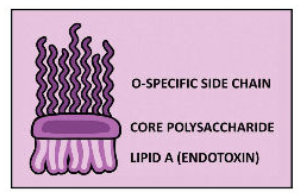 O-SPECIFIC SIDE CHAIN
CORE POLYSACCHARIDE
LIPID A (ENDOTOXIN)